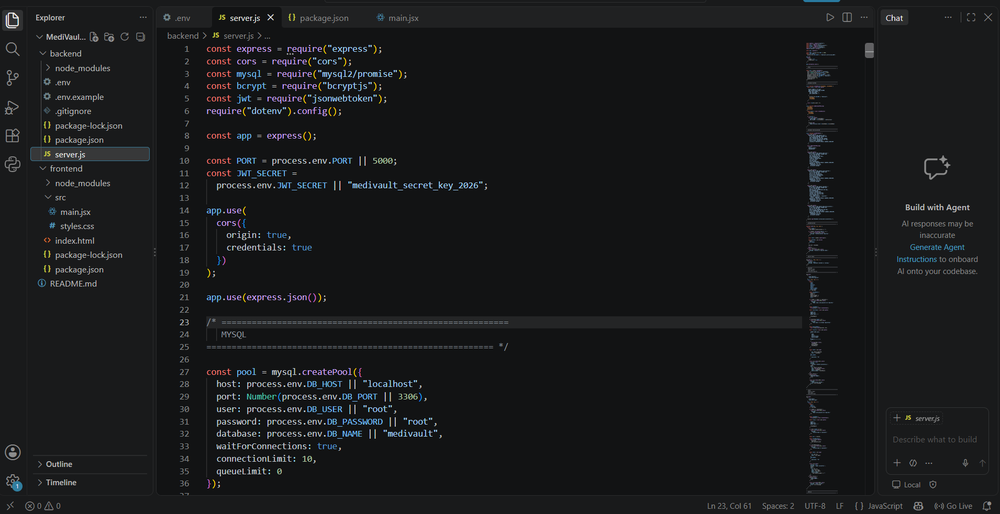 Explorer
MediVaul...
backend
node_modules
.env
.env.example
.gitignore
package-lock.json
package.json
JS server.js
frontend
node_modules
src
main.jsx
styles.css
index.html
package-lock.json
package.json
README.md
Outline
Timeline
.env
JS server.js
package.json
main.jsx
backend > JS server.js > ...
1 const express = require("express");
2 const cors = require("cors");
3 const mysql = require("mysql2/promise");
4 const bcrypt = require("bcryptjs");
5 const jwt = require("jsonwebtoken");
6 require("dotenv").config();
7
8 const app = express();
9
10 const PORT = process.env.PORT || 5000;
11 const JWT_SECRET =
12 process.env.JWT_SECRET || "medivault_secret_key_2026";
13
14 app.use(
15 cors({
16 origin: true,
17 credentials: true
18 })
19 );
20
21 app.use(express.json());
22
23 /* =========================================================
24 MYSQL
25 ========================================================= */
26
27 const pool = mysql.createPool({
28 host: process.env.DB_HOST || "localhost",
29 port: Number(process.env.DB_PORT || 3306),
30 user: process.env.DB_USER || "root",
31 password: process.env.DB_PASSWORD || "root",
32 database: process.env.DB_NAME || "medivault",
33 waitForConnections: true,
34 connectionLimit: 10,
35 queueLimit: 0
36 });
Chat
Build with Agent
AI responses may be
inaccurate
Generate Agent
Instructions to onboard
AI onto your codebase.
JS server.js
Describe what to build
Local
1
0 0
Ln 23, Col 61
Spaces: 2
UTF-8
LF
{ } JavaScript
Go Live